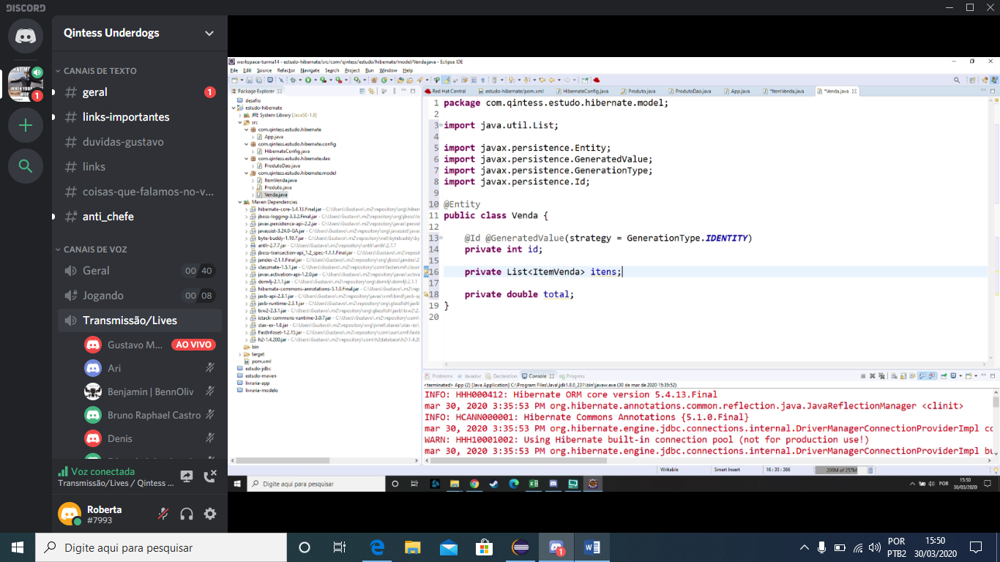 DISCORD
Qintess Underdogs
CANAIS DE TEXTO
geral
1
links-importantes
duvidas-gustavo
links
coisas-que-falamos-no-v...
anti_chefe
CANAIS DE VOZ
Geral
00 40
Jogando
00 08
Transmissão/Lives
Gustavo M... AO VIVO
Ari
Benjamin | BennOliv
Bruno Raphael Castro
Denis
Voz conectada
Transmissão/Lives / Qintess ...
Roberta
#7993
workspace-turma14 - estudo-hibernate/src/com/qintess/estudo/hibernate/model/Venda.java - Eclipse IDE
File Edit Source Refactor Navigate Search Project Run Window Help
Package Explorer
desafio
estudo-hibernate
JRE System Library [JavaSE-1.8]
src
com.qintess.estudo.hibernate
App.java
com.qintess.estudo.hibernate.config
HibernateConfig.java
com.qintess.estudo.hibernate.dao
ProdutoDao.java
com.qintess.estudo.hibernate.model
ItemVenda.java
Produto.java
Venda.java
Maven Dependencies
hibernate-core-5.4.13.Final.jar - C:\Users\Gustavo\.m2\repository\org\hibern
jboss-logging-3.3.2.Final.jar - C:\Users\Gustavo\.m2\repository\org\jboss\lo
javax.persistence-api-2.2.jar - C:\Users\Gustavo\.m2\repository\javax\persist
javassist-3.24.0-GA.jar - C:\Users\Gustavo\.m2\repository\org\javassist\javass
byte-buddy-1.10.7.jar - C:\Users\Gustavo\.m2\repository\net\bytebuddy\by
antlr-2.7.7.jar - C:\Users\Gustavo\.m2\repository\antlr\antlr\2.7.7
jboss-transaction-api_1.2_spec-1.1.1.Final.jar - C:\Users\Gustavo\.m2\repos
jandex-2.1.1.Final.jar - C:\Users\Gustavo\.m2\repository\org\jboss\jandex\2
classmate-1.5.1.jar - C:\Users\Gustavo\.m2\repository\com\fasterxml\classm
javax.activation-api-1.2.0.jar - C:\Users\Gustavo\.m2\repository\javax\activ
dom4j-2.1.1.jar - C:\Users\Gustavo\.m2\repository\org\dom4j\dom4j\2.1.1
hibernate-commons-annotations-5.1.0.Final.jar - C:\Users\Gustavo\.m2\rep
jaxb-api-2.3.1.jar - C:\Users\Gustavo\.m2\repository\javax\xml\bind\jaxb-ap
jaxb-runtime-2.3.1.jar - C:\Users\Gustavo\.m2\repository\org\glassfish\jaxb
txw2-2.3.1.jar - C:\Users\Gustavo\.m2\repository\org\glassfish\jaxb\txw2\2.3
istack-commons-runtime-3.0.7.jar - C:\Users\Gustavo\.m2\repository\com\
stax-ex-1.8.jar - C:\Users\Gustavo\.m2\repository\org\jvnet\staxex\stax-ex\
FastInfoset-1.2.15.jar - C:\Users\Gustavo\.m2\repository\com\sun\xml\fastin
h2-1.4.200.jar - C:\Users\Gustavo\.m2\repository\com\h2database\h2\1.4.20
bin
target
pom.xml
estudo-jdbc
estudo-maven
livraria-app
livraria-modelo
Red Hat Central
estudo-hibernate/pom.xml
HibernateConfig.java
Produto.java
ProdutoDao.java
App.java
*ItemVenda.java
*Venda.java
1 package com.qintess.estudo.hibernate.model;
2
3 import java.util.List;
4
5 import javax.persistence.Entity;
6 import javax.persistence.GeneratedValue;
7 import javax.persistence.GenerationType;
8 import javax.persistence.Id;
9
10 @Entity
11 public class Venda {
12
13 @Id @GeneratedValue(strategy = GenerationType.IDENTITY)
14 private int id;
15
16 private List<ItemVenda> itens;
17
18 private double total;
19 }
20
Problems Javadoc Declaration Console Progress
<terminated> App (2) [Java Application] C:\Program Files\Java\jdk1.8.0_231\bin\javaw.exe (30 de mar de 2020 15:35:52)
INFO: HHH000412: Hibernate ORM core version 5.4.13.Final
mar 30, 2020 3:35:53 PM org.hibernate.annotations.common.reflection.java.JavaReflectionManager <clinit>
INFO: HCANN000001: Hibernate Commons Annotations {5.1.0.Final}
mar 30, 2020 3:35:53 PM org.hibernate.engine.jdbc.connections.internal.DriverManagerConnectionProviderImpl co
WARN: HHH10001002: Using Hibernate built-in connection pool (not for production use!)
mar 30, 2020 3:35:53 PM org.hibernate.engine.jdbc.connections.internal.DriverManagerConnectionProviderImpl bu
Writable
Smart Insert
16 : 35 : 366
209M of 257M
Digite aqui para pesquisar
POR
15:50
30/03/2020
Digite aqui para pesquisar
1
POR
PTB2
15:50
30/03/2020